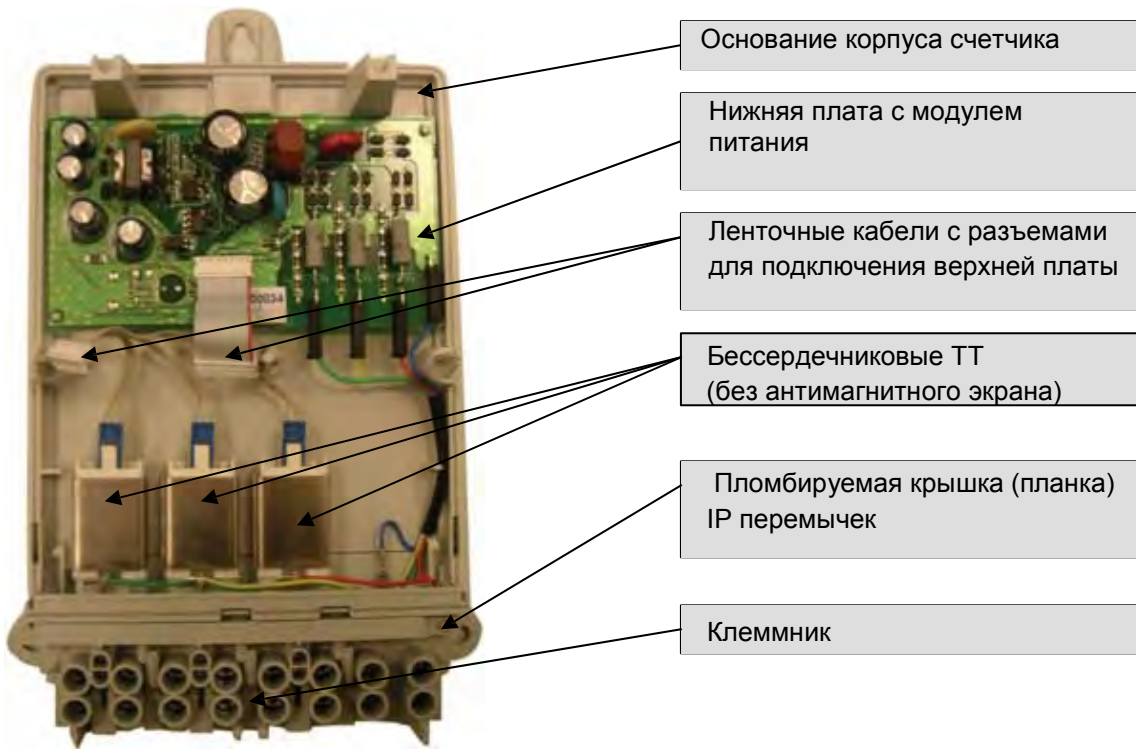 Основание корпуса счетчика
Нижняя плата с модулем
питания
Ленточные кабели с разъемами
для подключения верхней платы
Бессердечниковые ТТ
(без антимагнитного экрана)
Пломбируемая крышка (планка)
IP перемычек
Клеммник